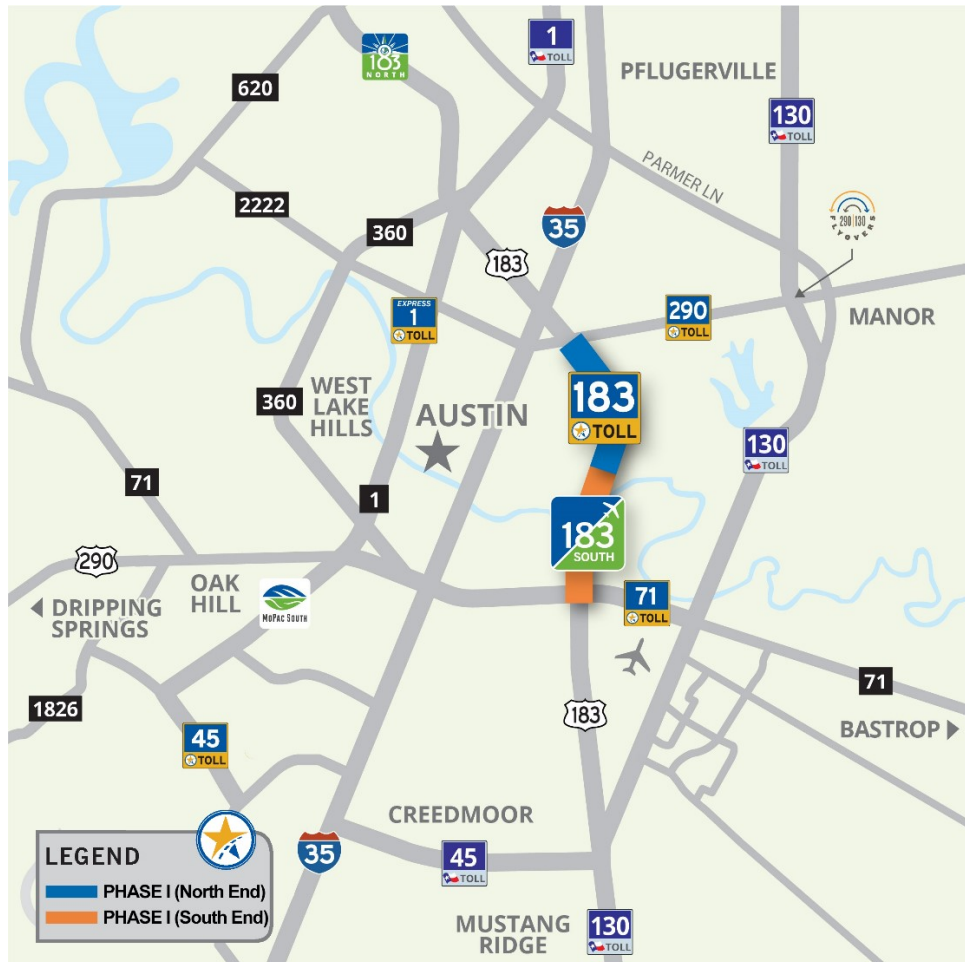 183
NORTH
1
TOLL
PFLUGERVILLE
620
130
TOLL
PARMER LN
2222
360
35
290|130
FLYOVERS
183
EXPRESS
1
TOLL
290
TOLL
MANOR
WEST
LAKE
HILLS
360
AUSTIN
183
TOLL
130
TOLL
71
1
183
SOUTH
290
OAK
HILL
DRIPPING
SPRINGS
MOPAC SOUTH
71
TOLL
71
1826
183
BASTROP
45
TOLL
CREEDMOOR
35
45
TOLL
LEGEND
PHASE I (North End)
PHASE I (South End)
MUSTANG
RIDGE
130
TOLL